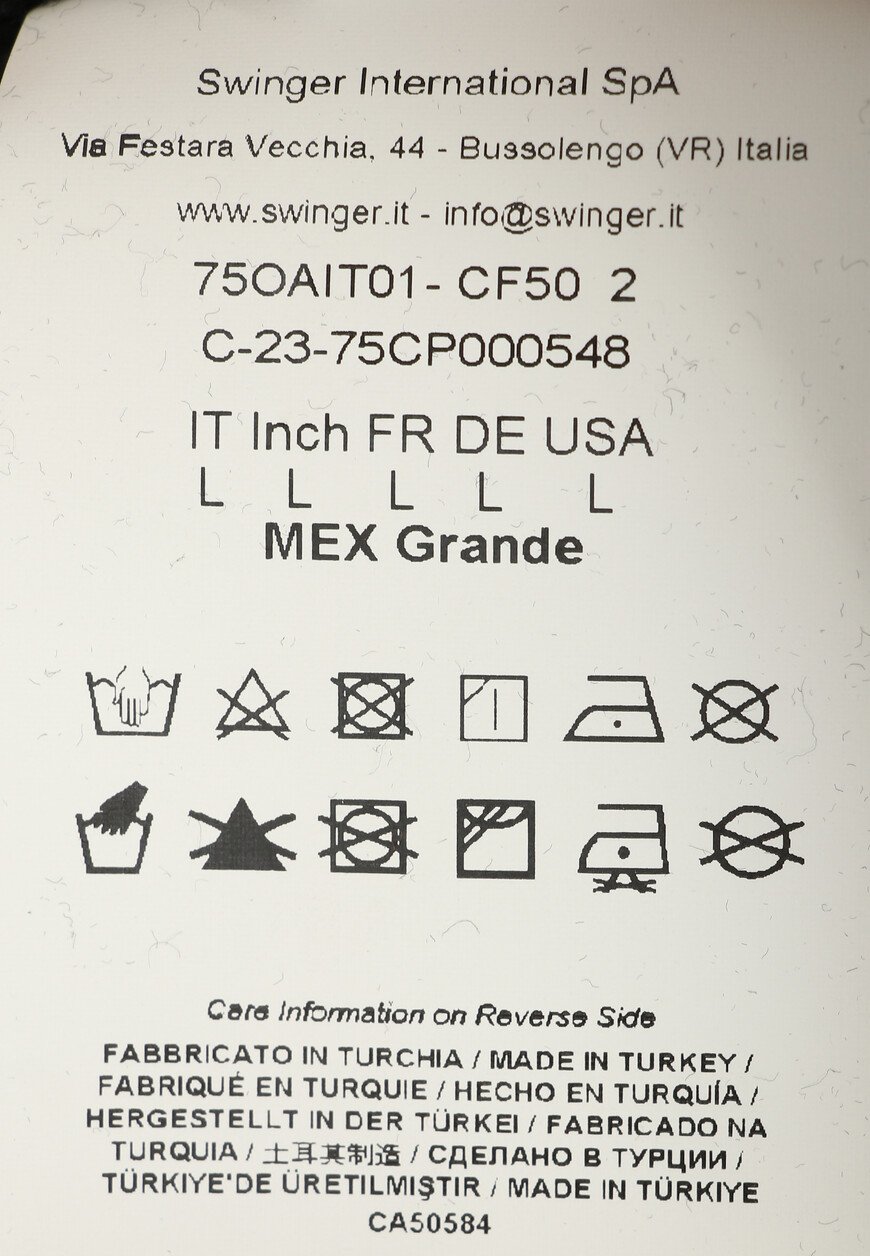 Swinger International SpA
Via Festara Vecchia, 44 - Bussolengo (VR) Italia
www.swinger.it - info@swinger.it
75OAIT01- CF50 2
C-23-75CP000548
IT Inch FR DE USA
L L L L L
MEX Grande
Care Information on Reverse Side
FABBRICATO IN TURCHIA / MADE IN TURKEY /
FABRIQUÉ EN TURQUIE / HECHO EN TURQUÍA /
HERGESTELLT IN DER TÜRKEI / FABRICADO NA
TURQUIA / 土耳其制造 / СДЕЛАНО В ТУРЦИИ /
TÜRKIYE'DE ÜRETILMIŞTIR / MADE IN TÜRKIYE
CA50584